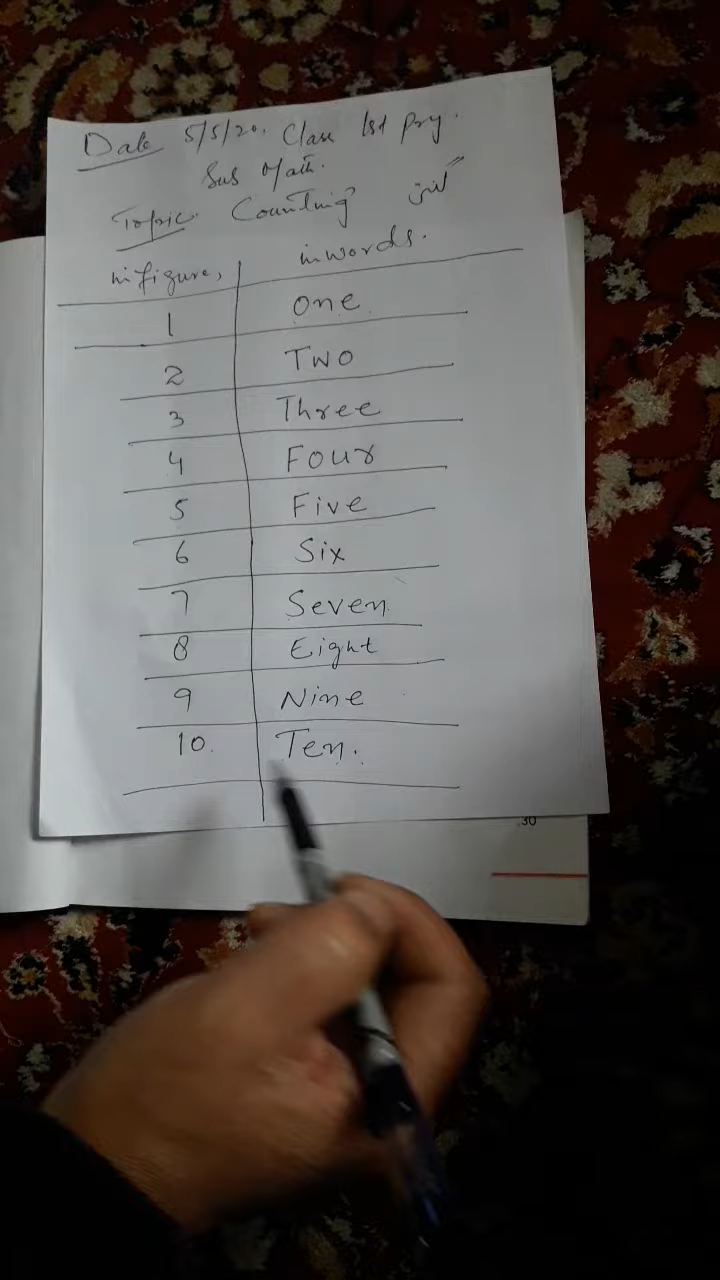 Date 5/5/20. Class 1st pry.
Sub Math.
Topic. Counting گنتی
in figure, in words.
1 One
2 Two
3 Three
4 Four
5 Five
6 Six
7 Seven
8 Eight
9 Nine
10. Ten.
.30